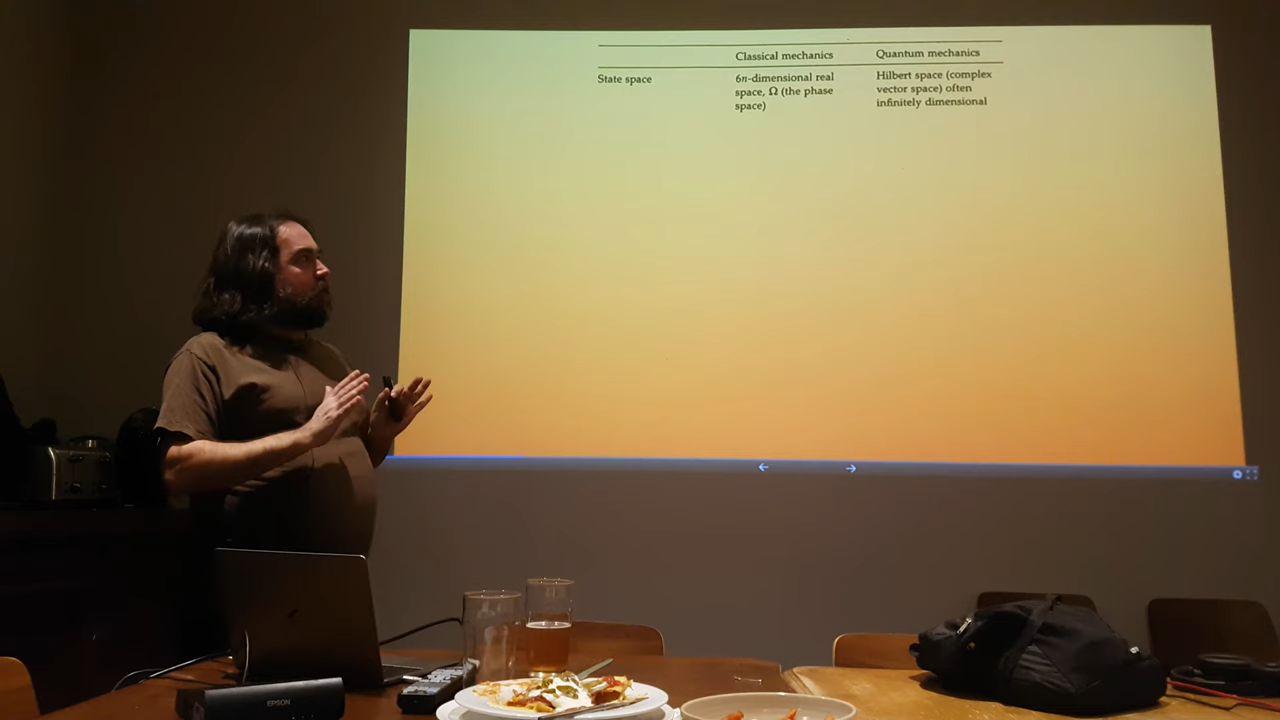 Classical mechanics Quantum mechanics
State space 6n-dimensional real Hilbert space (complex
space, Ω (the phase vector space) often
space) infinitely dimensional
EPSON